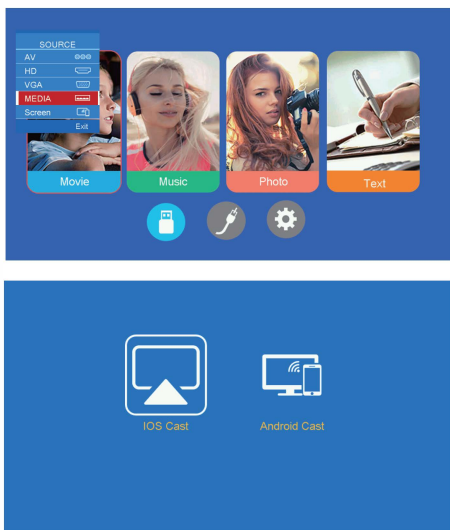 SOURCE
AV
HD
VGA
MEDIA
Screen
Exit
Movie
Music
Photo
Text
IOS Cast
Android Cast